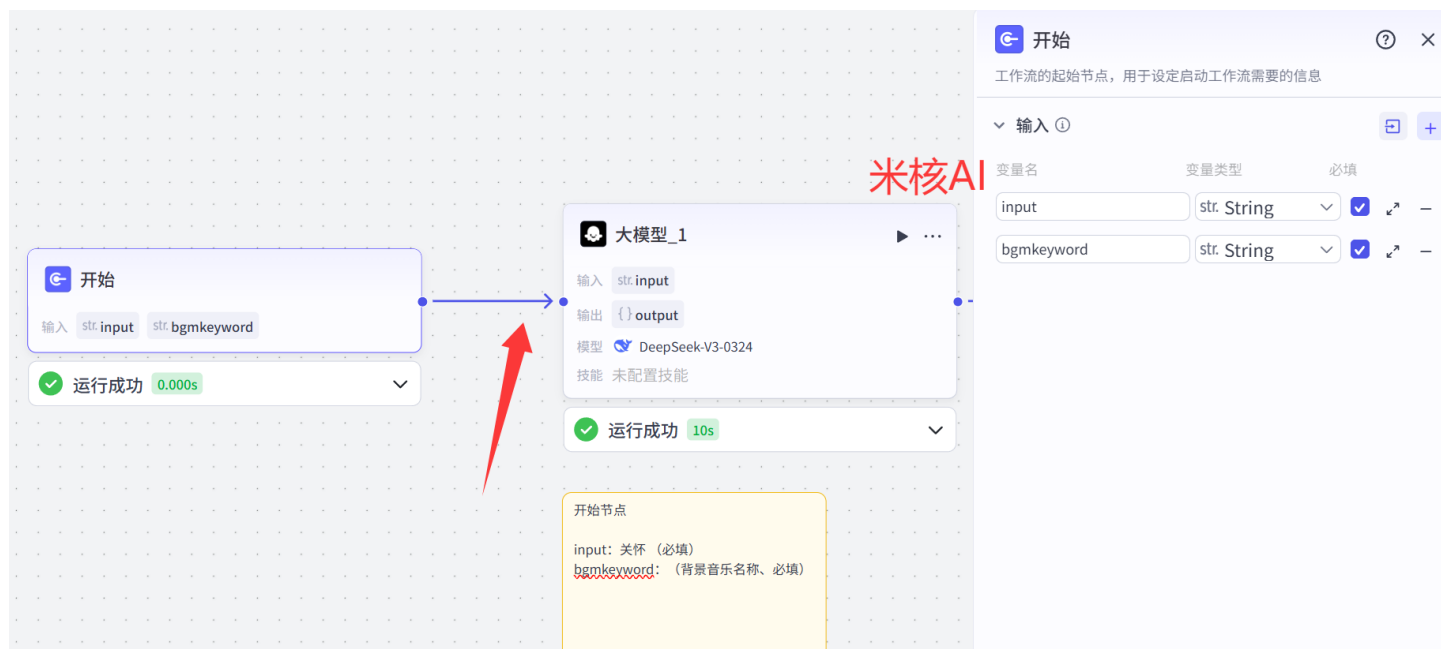 开始
输入 str. input str. bgmkeyword
运行成功 0.000s
大模型_1
输入 str. input
输出 {} output
模型 DeepSeek-V3-0324
技能 未配置技能
运行成功 10s
开始节点
input：关怀 （必填）
bgmkeyword：（背景音乐名称、必填）
米核AI
开始
工作流的起始节点，用于设定启动工作流需要的信息
输入
变量名 变量类型 必填
input str. String
bgmkeyword str. String